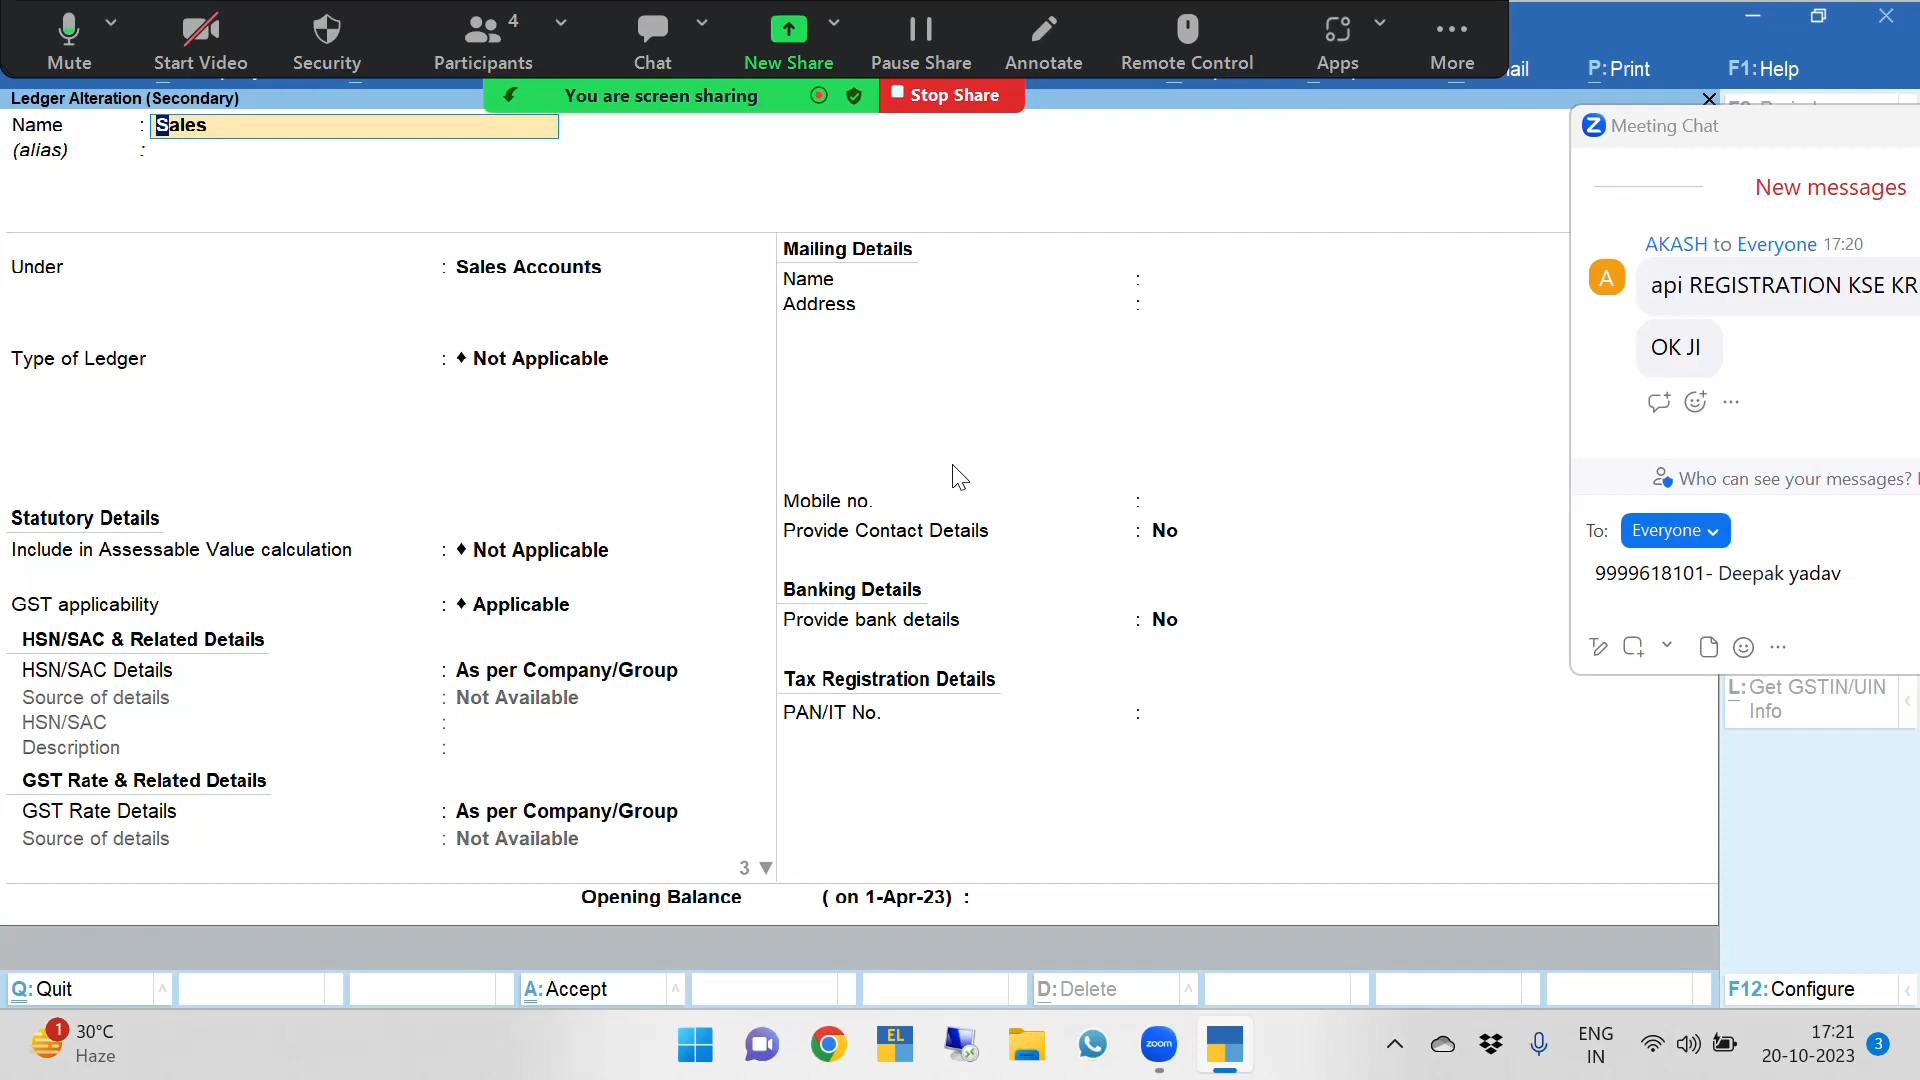 Mute
Start Video
Security
Participants
4
Chat
New Share
Pause Share
Annotate
Remote Control
Apps
More
ail
P:Print
F1:Help
You are screen sharing
Stop Share
Ledger Alteration (Secondary)
Name : Sales
(alias) :
Under : Sales Accounts
Type of Ledger : ♦ Not Applicable
Statutory Details
Include in Assessable Value calculation : ♦ Not Applicable
GST applicability : ♦ Applicable
HSN/SAC & Related Details
HSN/SAC Details : As per Company/Group
Source of details : Not Available
HSN/SAC :
Description :
GST Rate & Related Details
GST Rate Details : As per Company/Group
Source of details : Not Available
3 ▼
Mailing Details
Name :
Address :
Mobile no. :
Provide Contact Details : No
Banking Details
Provide bank details : No
Tax Registration Details
PAN/IT No. :
Opening Balance ( on 1-Apr-23) :
Meeting Chat
New messages
AKASH to Everyone 17:20
A
api REGISTRATION KSE KR
OK JI
Who can see your messages?
To: Everyone
9999618101- Deepak yadav
L:Get GSTIN/UIN
Info
Q:Quit
A:Accept
D:Delete
F12:Configure
1
30°C
Haze
EL
zoom
ENG
IN
17:21
20-10-2023
3